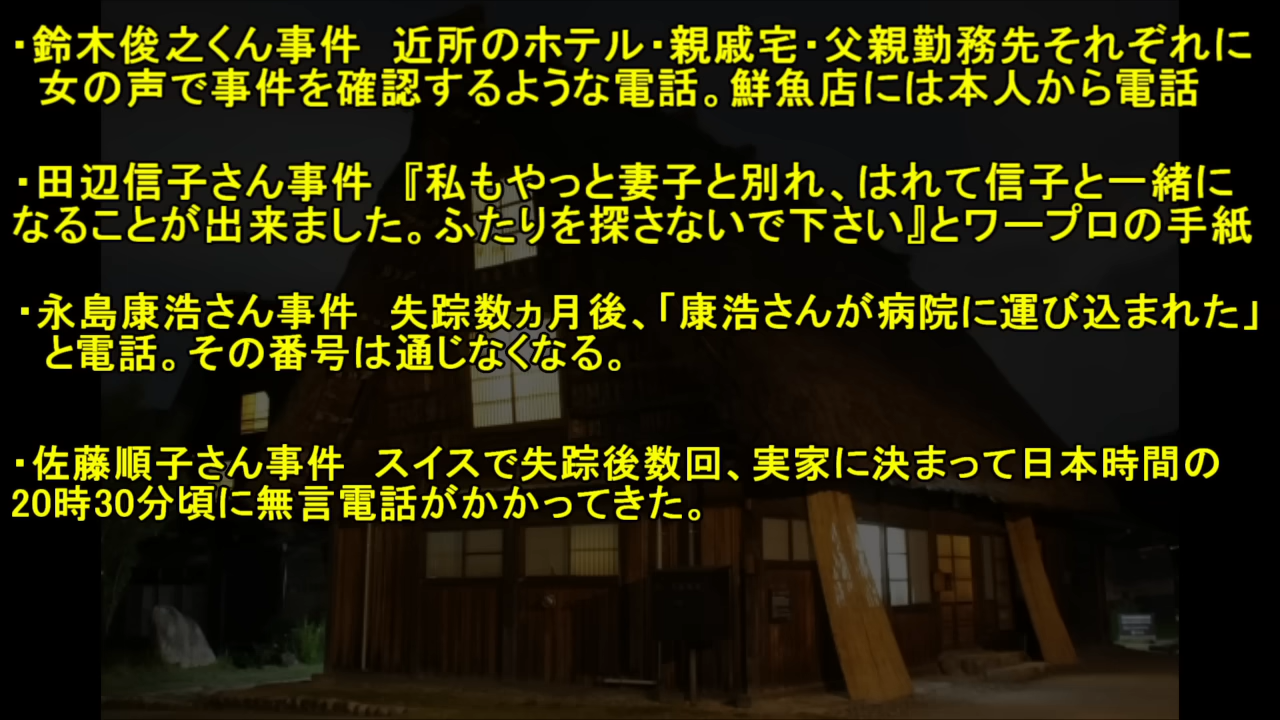 ・鈴木俊之くん事件　近所のホテル・親戚宅・父親勤務先それぞれに
女の声で事件を確認するような電話。鮮魚店には本人から電話
・田辺信子さん事件　『私もやっと妻子と別れ、はれて信子と一緒に
なることが出来ました。ふたりを探さないで下さい』とワープロの手紙
・永島康浩さん事件　失踪数ヵ月後、「康浩さんが病院に運び込まれた」
と電話。その番号は通じなくなる。
・佐藤順子さん事件　スイスで失踪後数回、実家に決まって日本時間の
20時30分頃に無言電話がかかってきた。